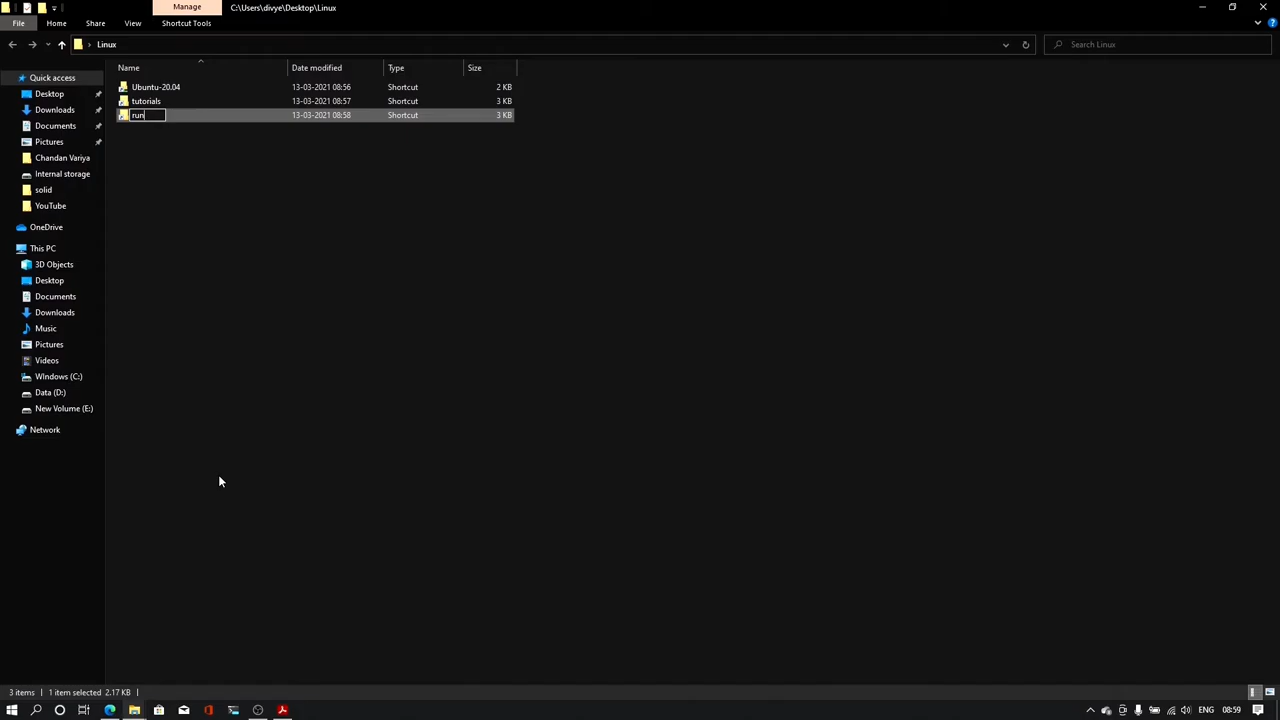 Manage
C:\Users\divye\Desktop\Linux
File Home Share View Shortcut Tools
Linux
Search Linux
Name Date modified Type Size
Quick access
Desktop
Downloads
Documents
Pictures
Chandan Variya
Internal storage
solid
YouTube
OneDrive
This PC
3D Objects
Desktop
Documents
Downloads
Music
Pictures
Videos
Windows (C:)
Data (D:)
New Volume (E:)
Network
Ubuntu-20.04 13-03-2021 08:56 Shortcut 2 KB
tutorials 13-03-2021 08:57 Shortcut 3 KB
run 13-03-2021 08:58 Shortcut 3 KB
3 items 1 item selected 2.17 KB
ENG 08:59